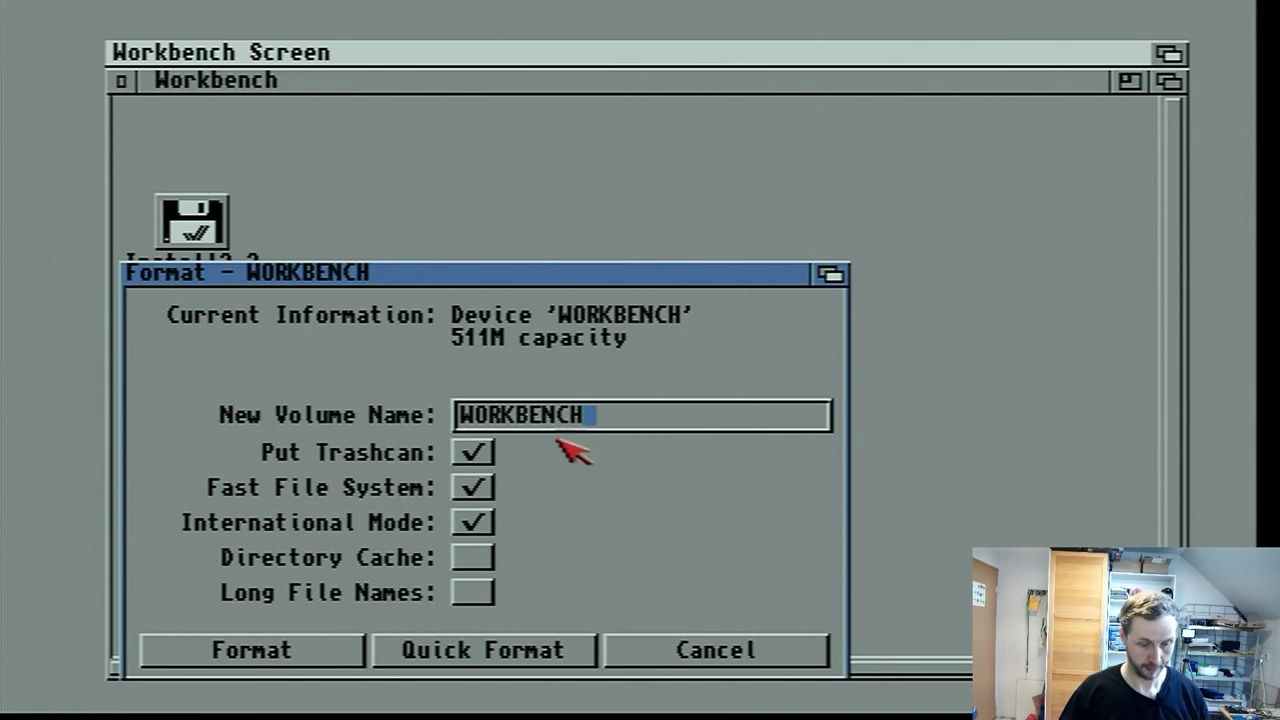 Workbench Screen
Workbench
Format - WORKBENCH
Current Information: Device 'WORKBENCH'
511M capacity
New Volume Name: WORKBENCH
Put Trashcan:
Fast File System:
International Mode:
Directory Cache:
Long File Names:
Format Quick Format Cancel